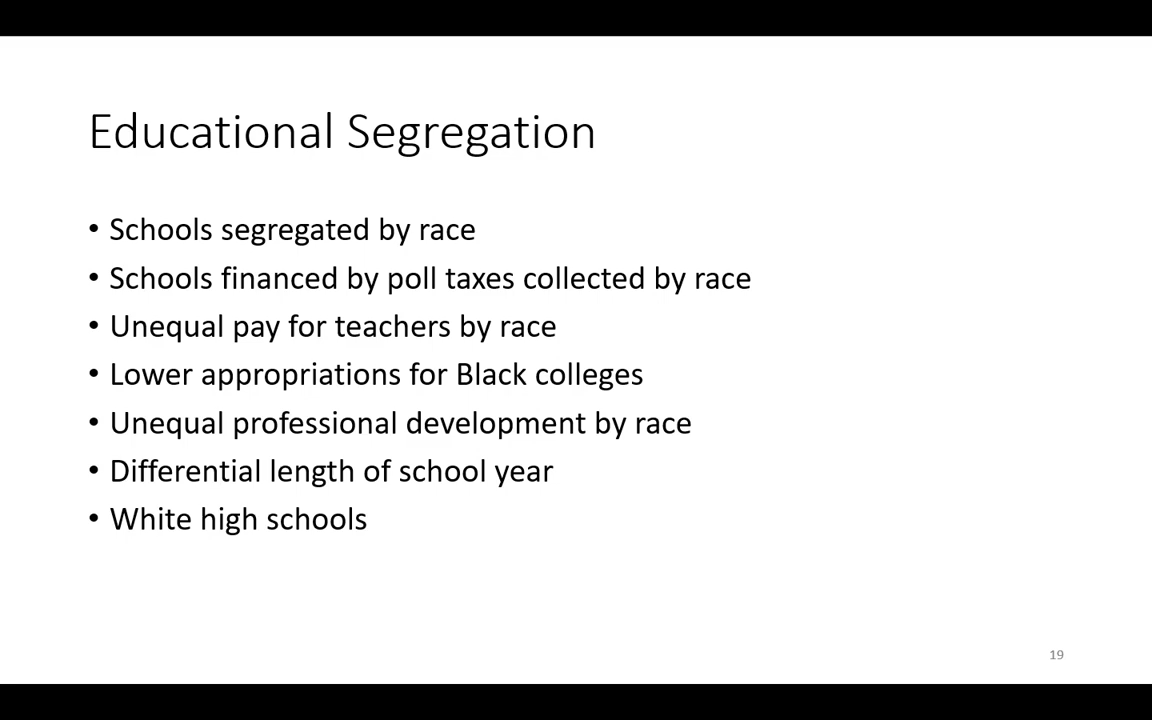 Educational Segregation
• Schools segregated by race
• Schools financed by poll taxes collected by race
• Unequal pay for teachers by race
• Lower appropriations for Black colleges
• Unequal professional development by race
• Differential length of school year
• White high schools
19